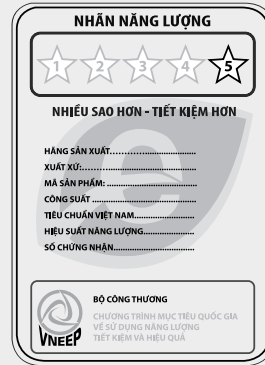 NHÃN NĂNG LƯỢNG
1 2 3 4 5
NHIỀU SAO HƠN - TIẾT KIỆM HƠN
HÃNG SẢN XUẤT......................
XUẤT XỨ:..............................
MÃ SẢN PHẨM: ........................
CÔNG SUẤT ...........................
TIÊU CHUẨN VIỆT NAM..................
HIỆU SUẤT NĂNG LƯỢNG................
SỐ CHỨNG NHẬN.......................
BỘ CÔNG THƯƠNG
CHƯƠNG TRÌNH MỤC TIÊU QUỐC GIA
VỀ SỬ DỤNG NĂNG LƯỢNG
TIẾT KIỆM VÀ HIỆU QUẢ
VNEEP